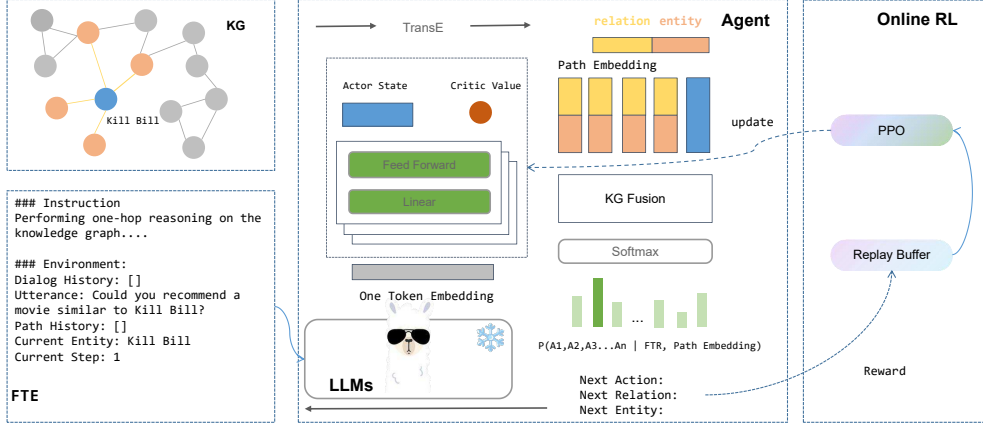 KG
Kill Bill
### Instruction
Performing one-hop reasoning on the
knowledge graph....
### Environment:
Dialog History: []
Utterance: Could you recommend a
movie similar to Kill Bill?
Path History: []
Current Entity: Kill Bill
Current Step: 1
FTE
TransE
Agent
relation entity
Path Embedding
Actor State
Critic Value
Feed Forward
Linear
One Token Embedding
LLMs
KG Fusion
Softmax
...
P(A1,A2,A3...An | FTR, Path Embedding)
Next Action:
Next Relation:
Next Entity:
Online RL
update
PPO
Replay Buffer
Reward